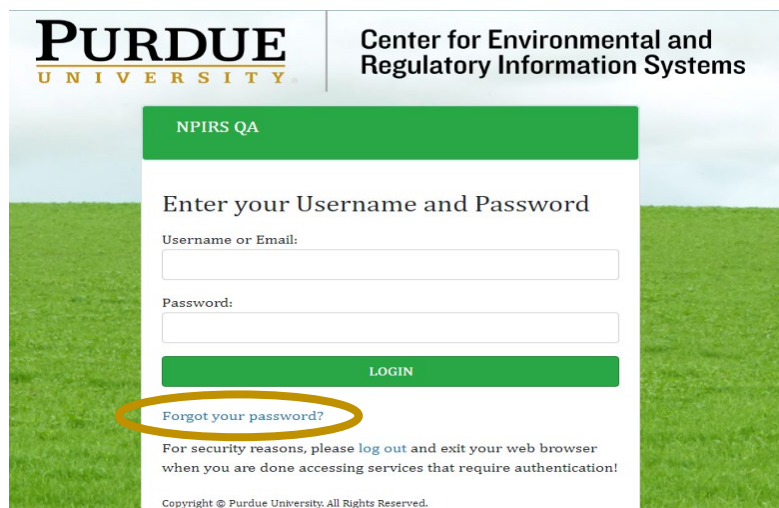 PURDUE
UNIVERSITY
Center for Environmental and
Regulatory Information Systems
NPIRS QA
Enter your Username and Password
Username or Email:
Password:
LOGIN
Forgot your password?
For security reasons, please log out and exit your web browser
when you are done accessing services that require authentication!
Copyright © Purdue University. All Rights Reserved.